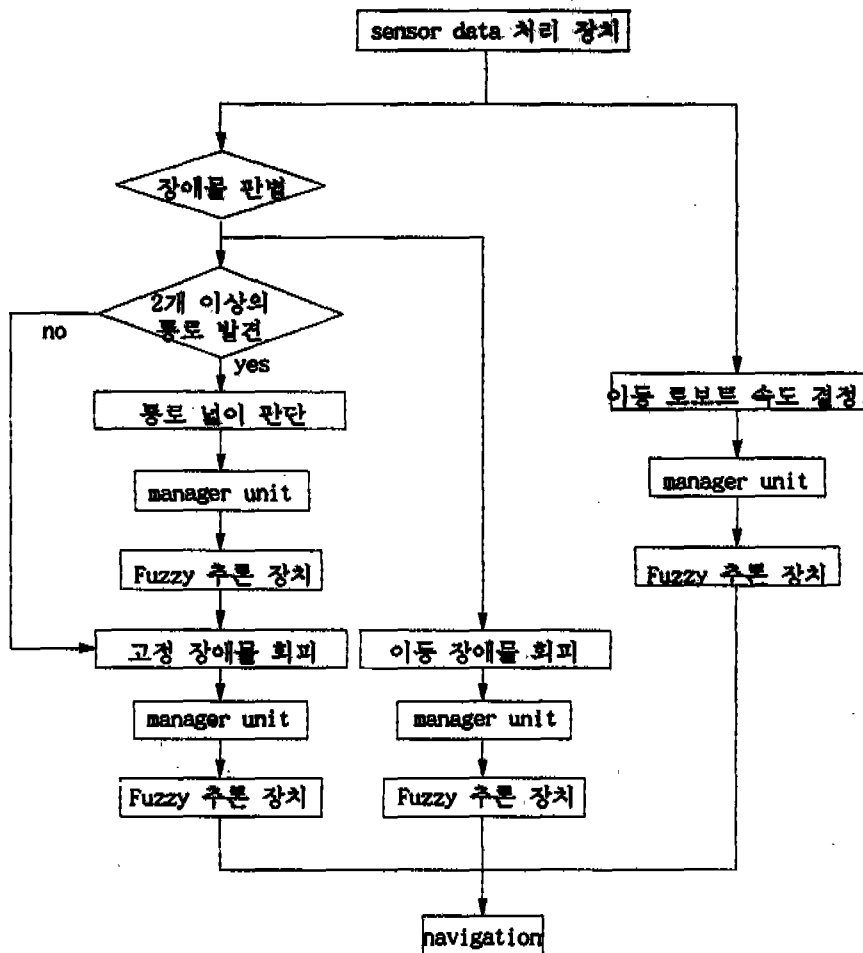 sensor data 처리 장치
장애물 판별
2개 이상의
통로 발견
no
yes
통로 넓이 판단
이동 로보트 속도 결정
manager unit
manager unit
Fuzzy 추론 장치
Fuzzy 추론 장치
고정 장애물 회피
이동 장애물 회피
manager unit
manager unit
Fuzzy 추론 장치
Fuzzy 추론 장치
navigation